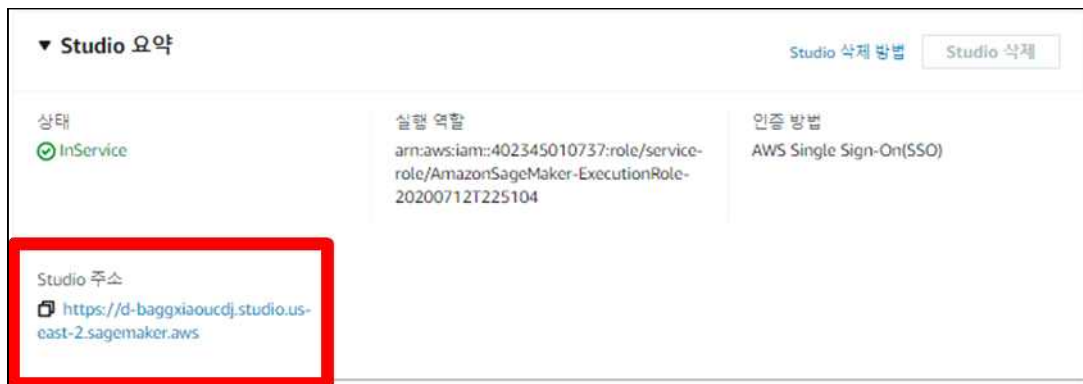 ▼ Studio 요약
Studio 삭제 방법
Studio 삭제
상태
InService
실행 역할
arn:aws:iam::402345010737:role/service-
role/AmazonSageMaker-ExecutionRole-
20200712T225104
인증 방법
AWS Single Sign-On(SSO)
Studio 주소
https://d-baggxiaoucdj.studio.us-
east-2.sagemaker.aws